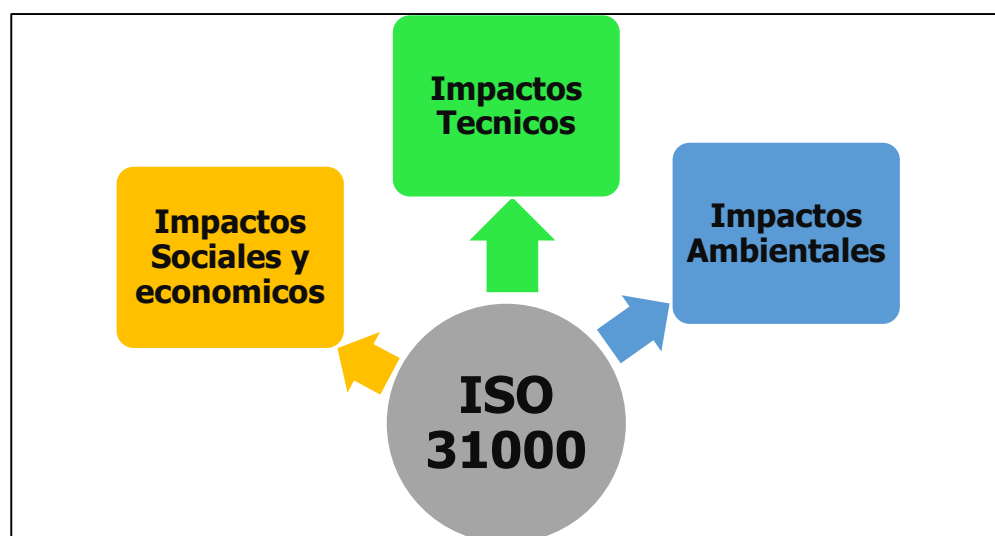 Impactos
Tecnicos
Impactos
Sociales y
economicos
Impactos
Ambientales
ISO
31000